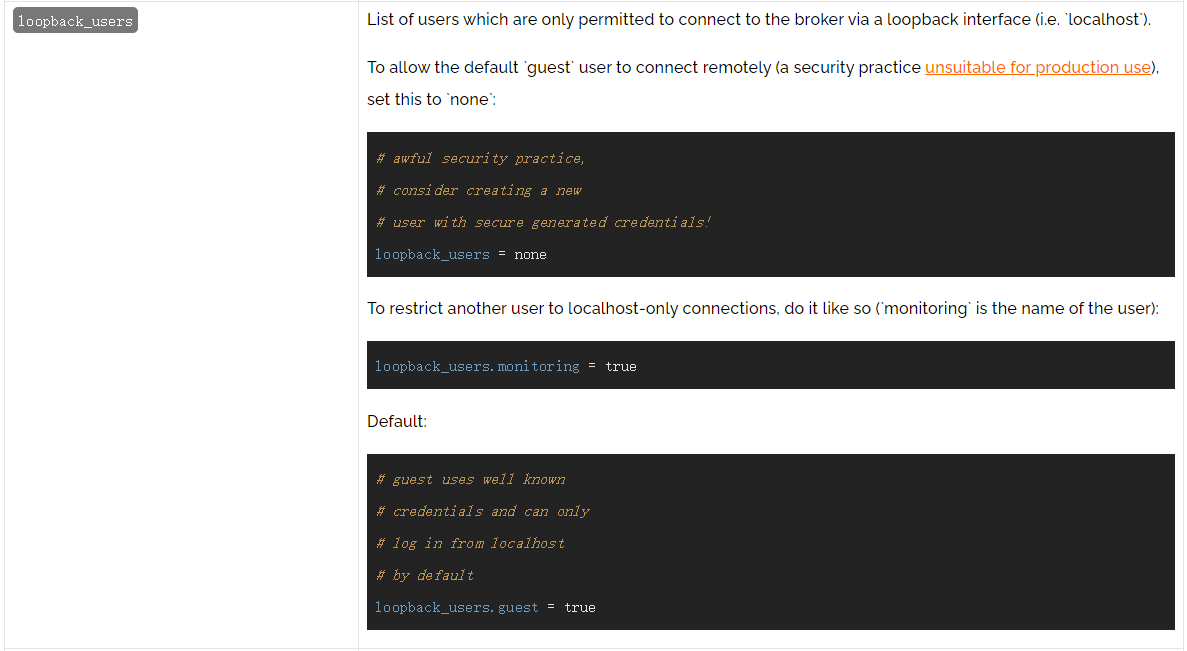 loopback_users
List of users which are only permitted to connect to the broker via a loopback interface (i.e. `localhost`).
To allow the default `guest` user to connect remotely (a security practice unsuitable for production use),
set this to `none`:
# awful security practice,
# consider creating a new
# user with secure generated credentials!
loopback_users = none
To restrict another user to localhost-only connections, do it like so (`monitoring` is the name of the user):
loopback_users.monitoring = true
Default:
# guest uses well known
# credentials and can only
# log in from localhost
# by default
loopback_users.guest = true